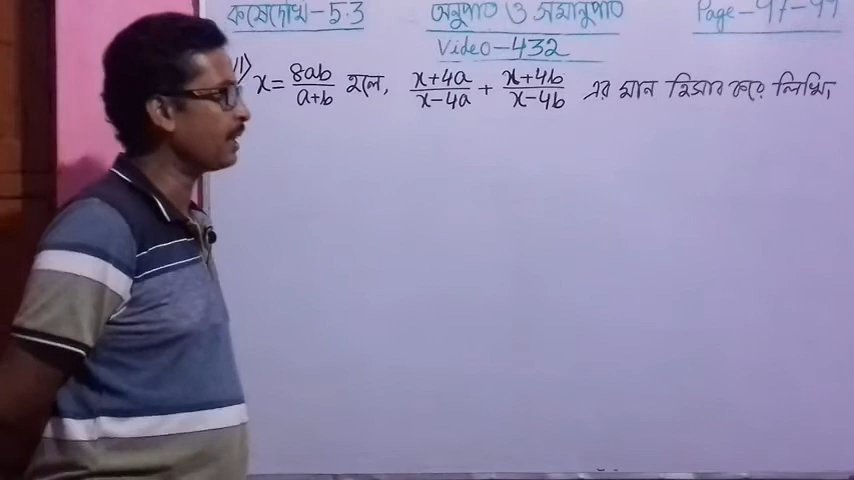 কষে দেখি – 5.3
অনুপাত ও সমানুপাত
Page – 97-99
Video – 432
11) x = 8ab/a+b হলে, x+4a/x-4a + x+4b/x-4b এর মান হিসাব করে লিখি,